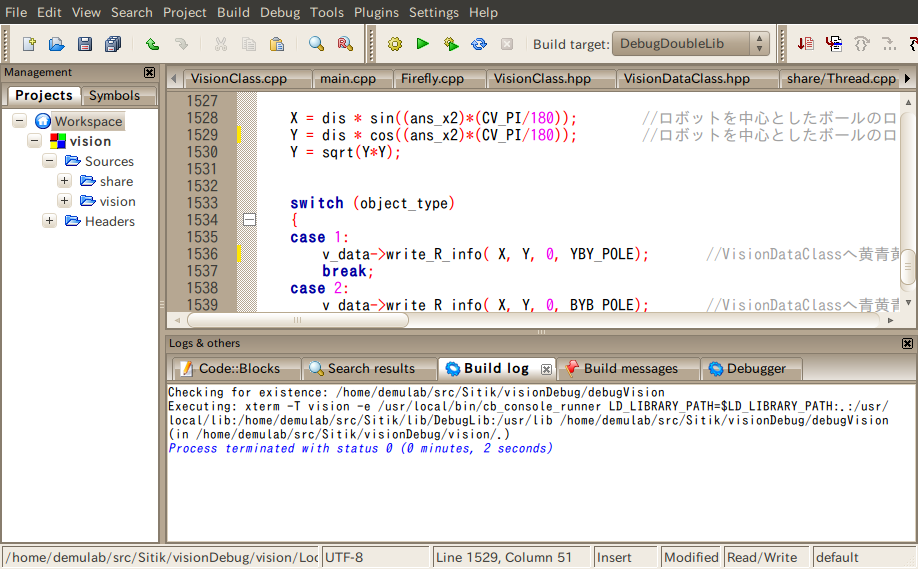 File Edit View Search Project Build Debug Tools Plugins Settings Help
Build target: DebugDoubleLib
Management
Projects Symbols
Workspace
vision
Sources
share
vision
Headers
VisionClass.cpp main.cpp Firefly.cpp VisionClass.hpp VisionDataClass.hpp share/Thread.cpp
1527
1528 X = dis * sin((ans_x2)*(CV_PI/180)); //ロボットを中心としたボールのロ
1529 Y = dis * cos((ans_x2)*(CV_PI/180)); //ロボットを中心としたボールのロ
1530 Y = sqrt(Y*Y);
1531
1532
1533 switch (object_type)
1534 {
1535 case 1:
1536 v_data->write_R_info( X, Y, 0, YBY_POLE); //VisionDataClassへ黄青黄
1537 break;
1538 case 2:
1539 v_data->write_R_info( X, Y, 0, BYB_POLE); //VisionDataClassへ青黄青
Logs & others
Code::Blocks Search results Build log Build messages Debugger
Checking for existence: /home/demulab/src/Sitik/visionDebug/debugVision
Executing: xterm -T vision -e /usr/local/bin/cb_console_runner LD_LIBRARY_PATH=$LD_LIBRARY_PATH:.:/usr/
local/lib:/home/demulab/src/Sitik/lib/DebugLib:/usr/lib /home/demulab/src/Sitik/visionDebug/debugVision
(in /home/demulab/src/Sitik/visionDebug/vision/.)
Process terminated with status 0 (0 minutes, 2 seconds)
/home/demulab/src/Sitik/visionDebug/vision/Loc UTF-8 Line 1529, Column 51 Insert Modified Read/Write default